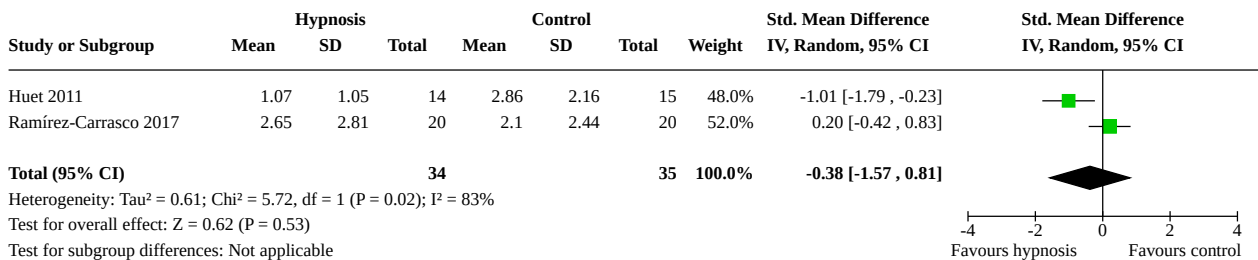 Hypnosis Control Std. Mean Difference Std. Mean Difference
Study or Subgroup Mean SD Total Mean SD Total Weight IV, Random, 95% CI IV, Random, 95% CI
Huet 2011 1.07 1.05 14 2.86 2.16 15 48.0% -1.01 [-1.79 , -0.23]
Ramírez-Carrasco 2017 2.65 2.81 20 2.1 2.44 20 52.0% 0.20 [-0.42 , 0.83]
Total (95% CI) 34 35 100.0% -0.38 [-1.57 , 0.81]
Heterogeneity: Tau² = 0.61; Chi² = 5.72, df = 1 (P = 0.02); I² = 83%
Test for overall effect: Z = 0.62 (P = 0.53)
Test for subgroup differences: Not applicable
-4 -2 0 2 4
Favours hypnosis Favours control